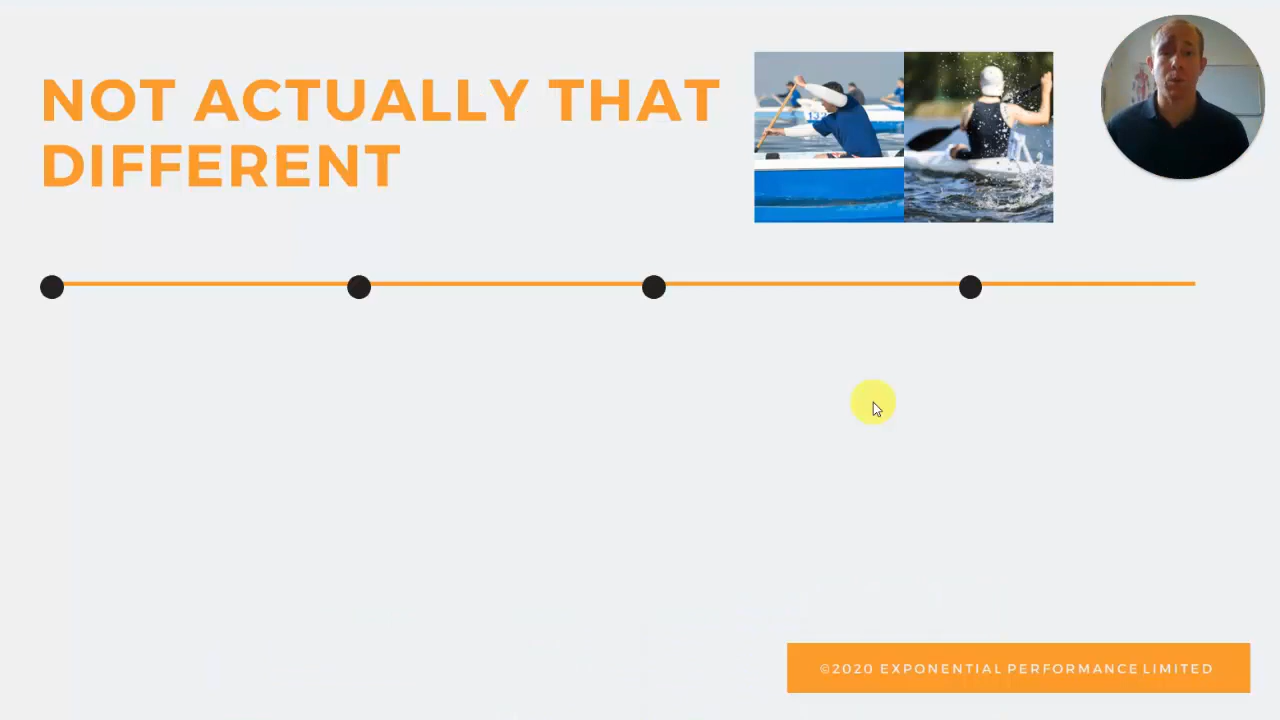 NOT ACTUALLY THAT
DIFFERENT
©2020 EXPONENTIAL PERFORMANCE LIMITED